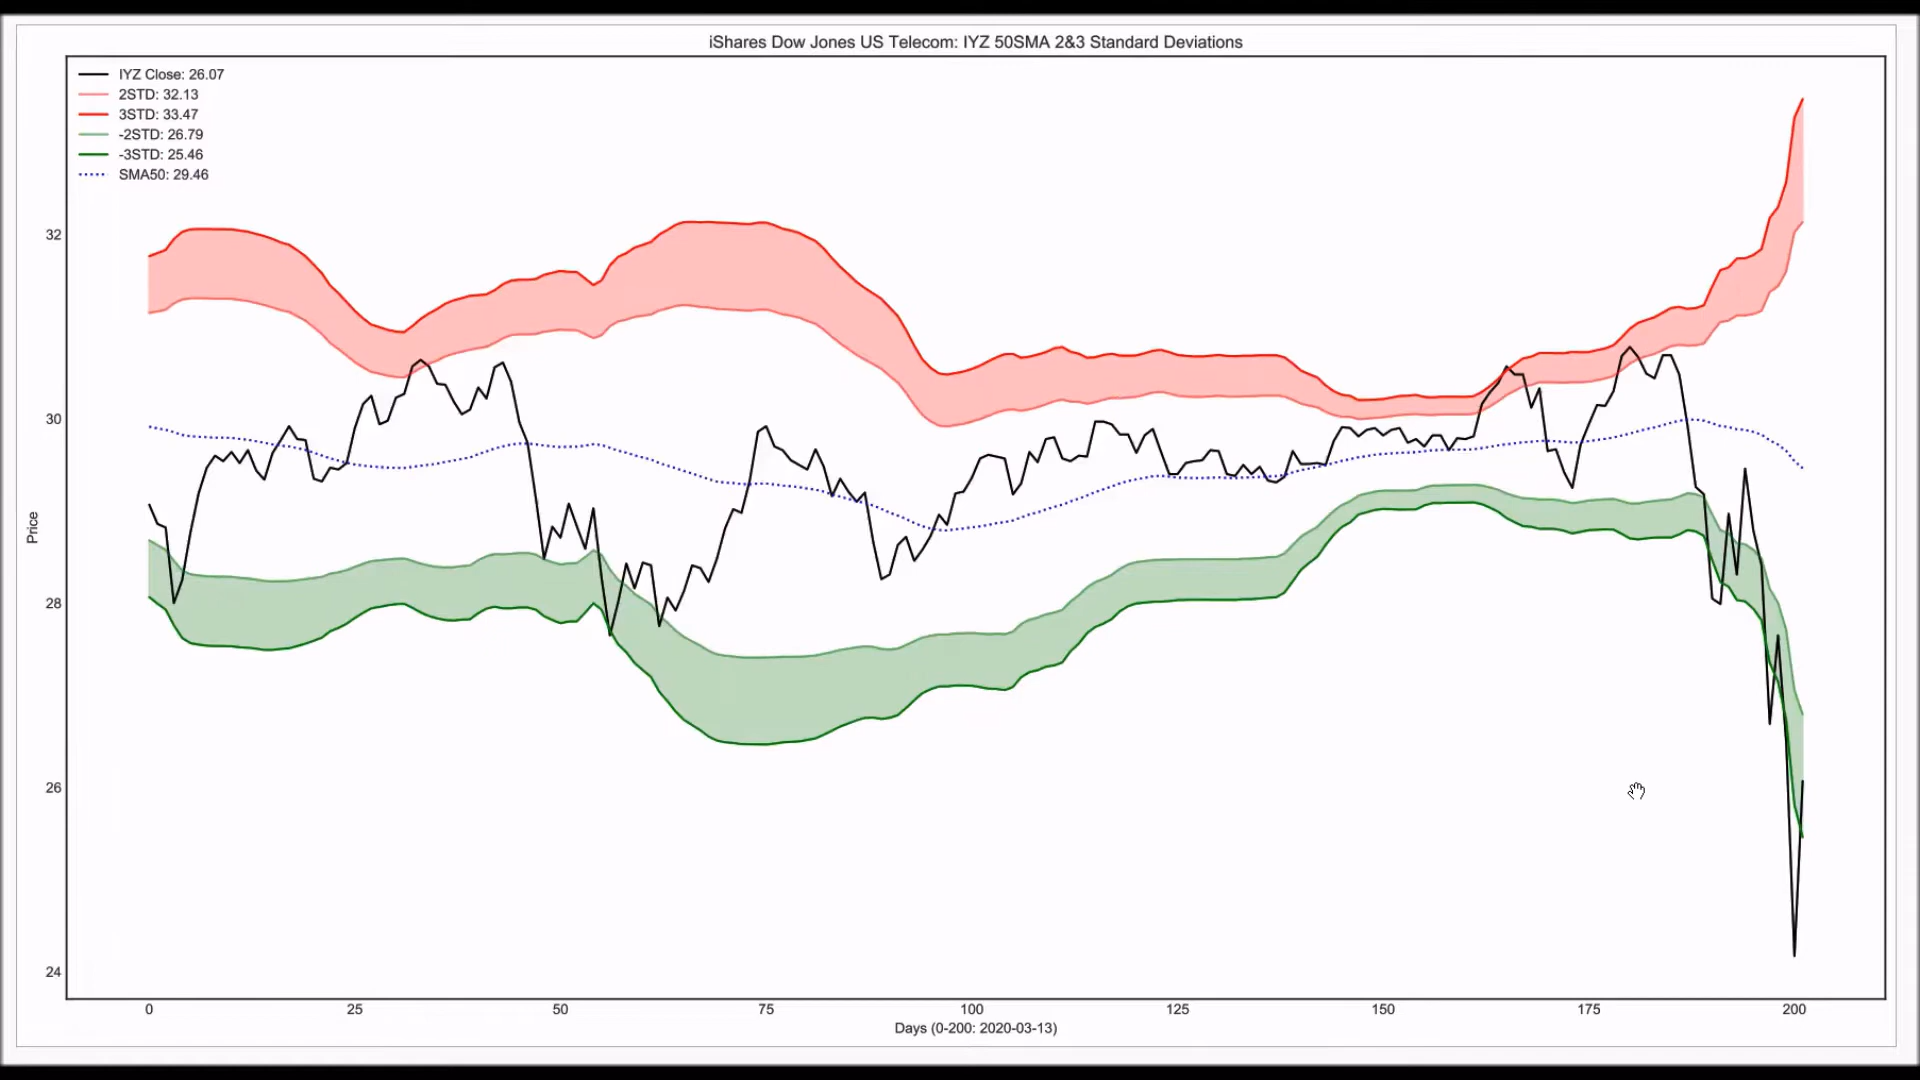 iShares Dow Jones US Telecom: IYZ 50SMA 2&3 Standard Deviations
IYZ Close: 26.07
2STD: 32.13
3STD: 33.47
-2STD: 26.79
-3STD: 25.46
SMA50: 29.46
32
30
28
26
24
Price
0 25 50 75 100 125 150 175 200
Days (0-200: 2020-03-13)